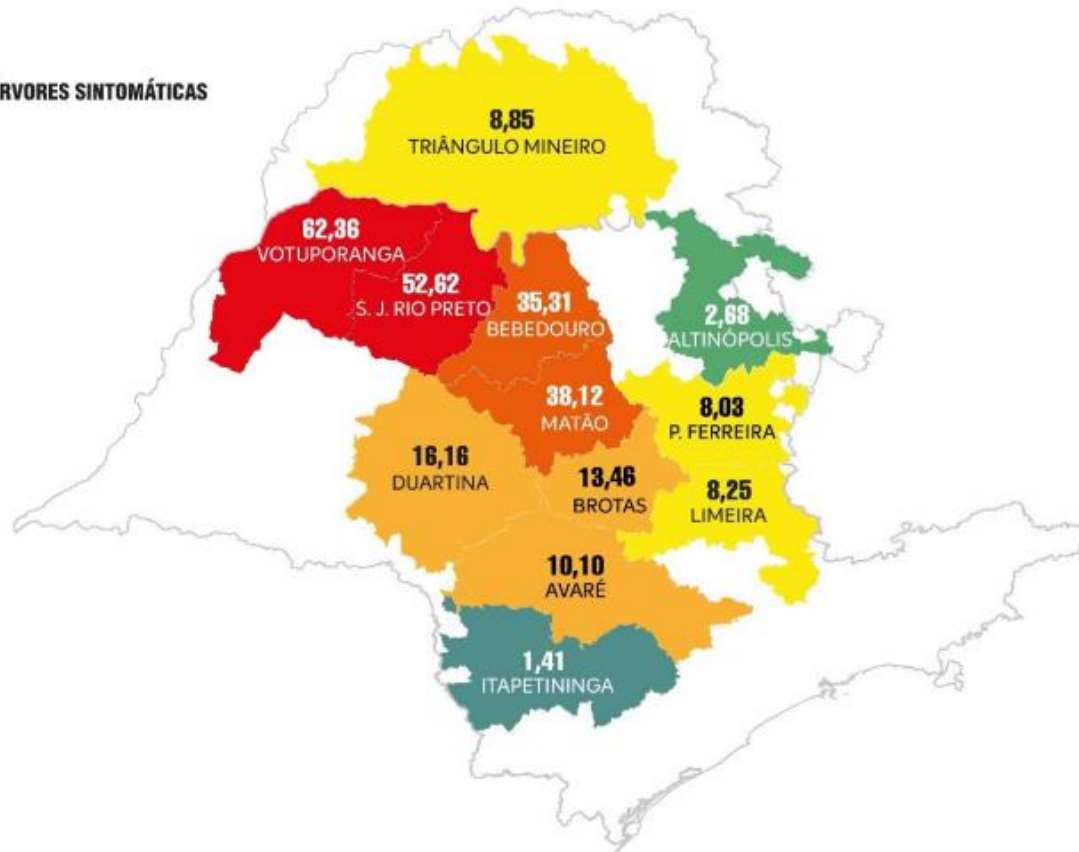 RVORES SINTOMÁTICAS
8,85
TRIÂNGULO MINEIRO
62,36
VOTUPORANGA
52,62
S. J. RIO PRETO
35,31
BEBEDOURO
2,68
ALTINÓPOLIS
38,12
MATÃO
8,03
P. FERREIRA
16,16
DUARTINA
13,46
BROTAS
8,25
LIMEIRA
10,10
AVARÉ
1,41
ITAPETININGA